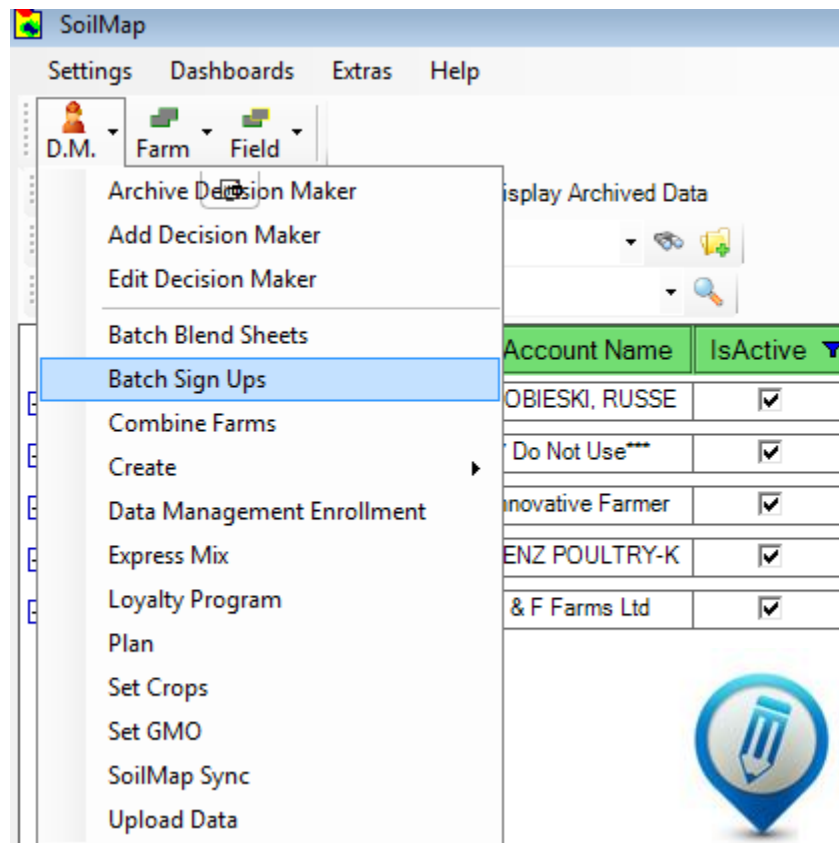 SoilMap
Settings Dashboards Extras Help
D.M. Farm Field
Archive Decision Maker
isplay Archived Data
Add Decision Maker
Edit Decision Maker
Batch Blend Sheets
Account Name IsActive
Batch Sign Ups
OBIESKI, RUSSE
Combine Farms
Do Not Use***
Create
Data Management Enrollment
nnovative Farmer
Express Mix
ENZ POULTRY-K
Loyalty Program
& F Farms Ltd
Plan
Set Crops
Set GMO
SoilMap Sync
Upload Data